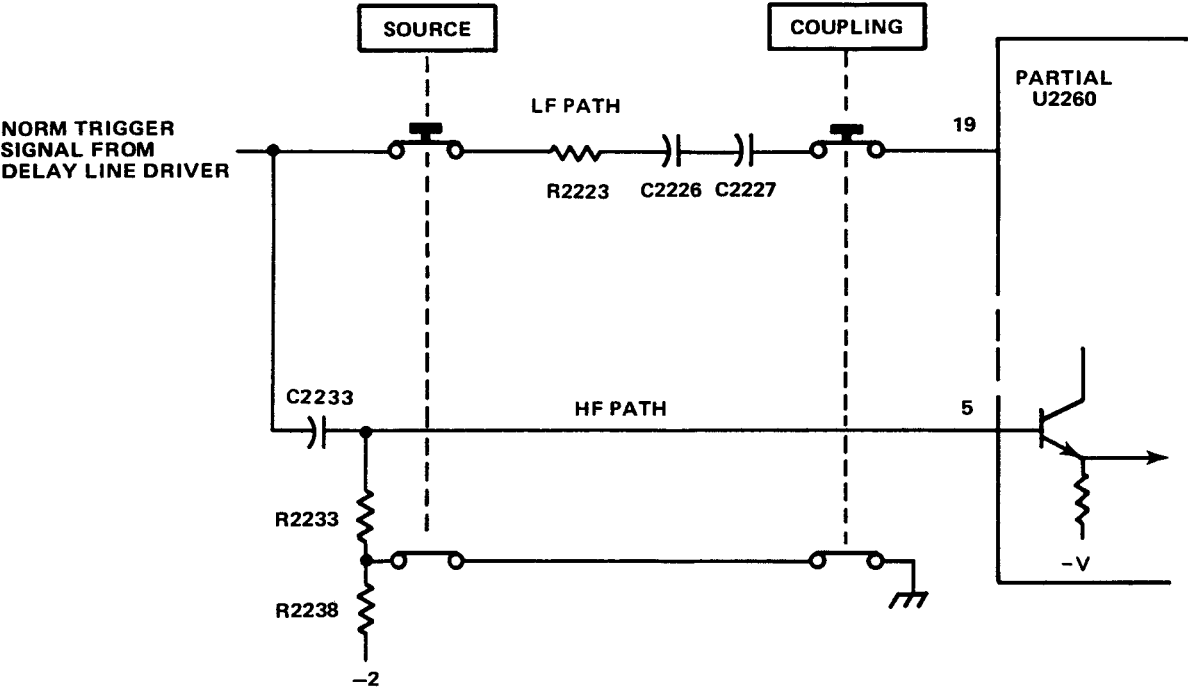 SOURCE
COUPLING
PARTIAL
U2260
LF PATH
19
NORM TRIGGER
SIGNAL FROM
DELAY LINE DRIVER
R2223
C2226
C2227
C2233
HF PATH
5
R2233
–V
R2238
–2